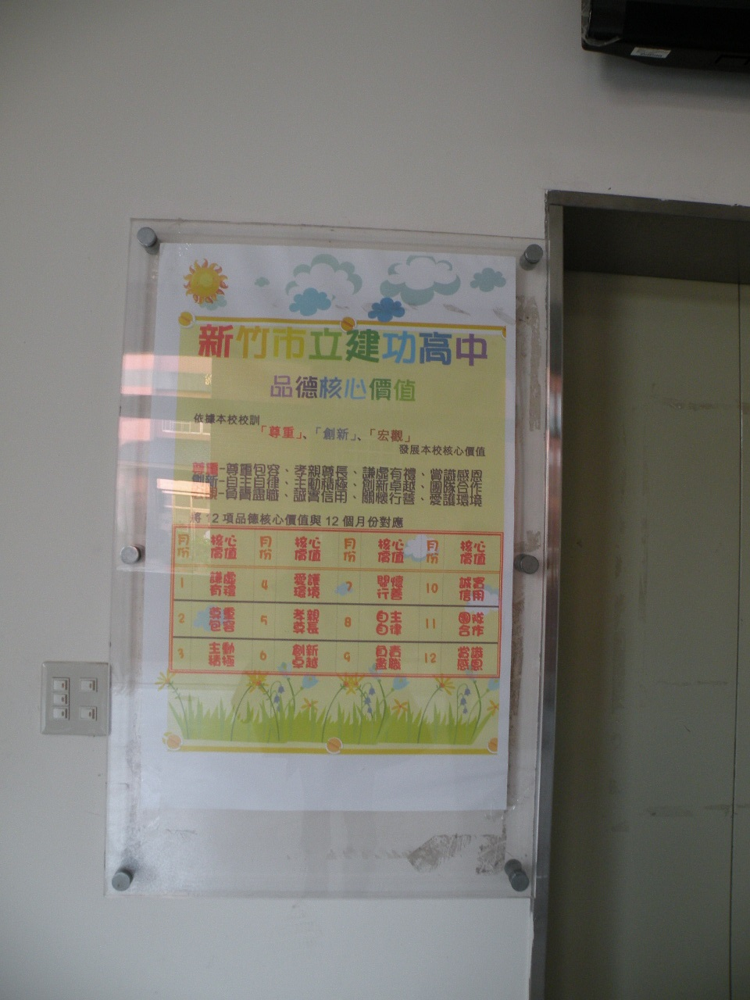 新竹市立建功高中
品德核心價值
依據本校校訓
「尊重」、「創新」、「宏觀」
發展本校核心價值
尊重-尊重包容、孝親尊長、謙虛有禮、賞識感恩
創新-自主自律、主動積極、創新卓越、團隊合作
宏觀-負責盡職、誠實信用、關懷行善、愛護環境
將12項品德核心價值與12個月份對應
月份 核心價值 月份 核心價值 月份 核心價值 月份 核心價值
1 謙虛有禮 4 愛護環境 7 關懷行善 10 誠實信用
2 尊重包容 5 孝親尊長 8 自主自律 11 團隊合作
3 主動積極 6 創新卓越 9 負責盡職 12 賞識感恩